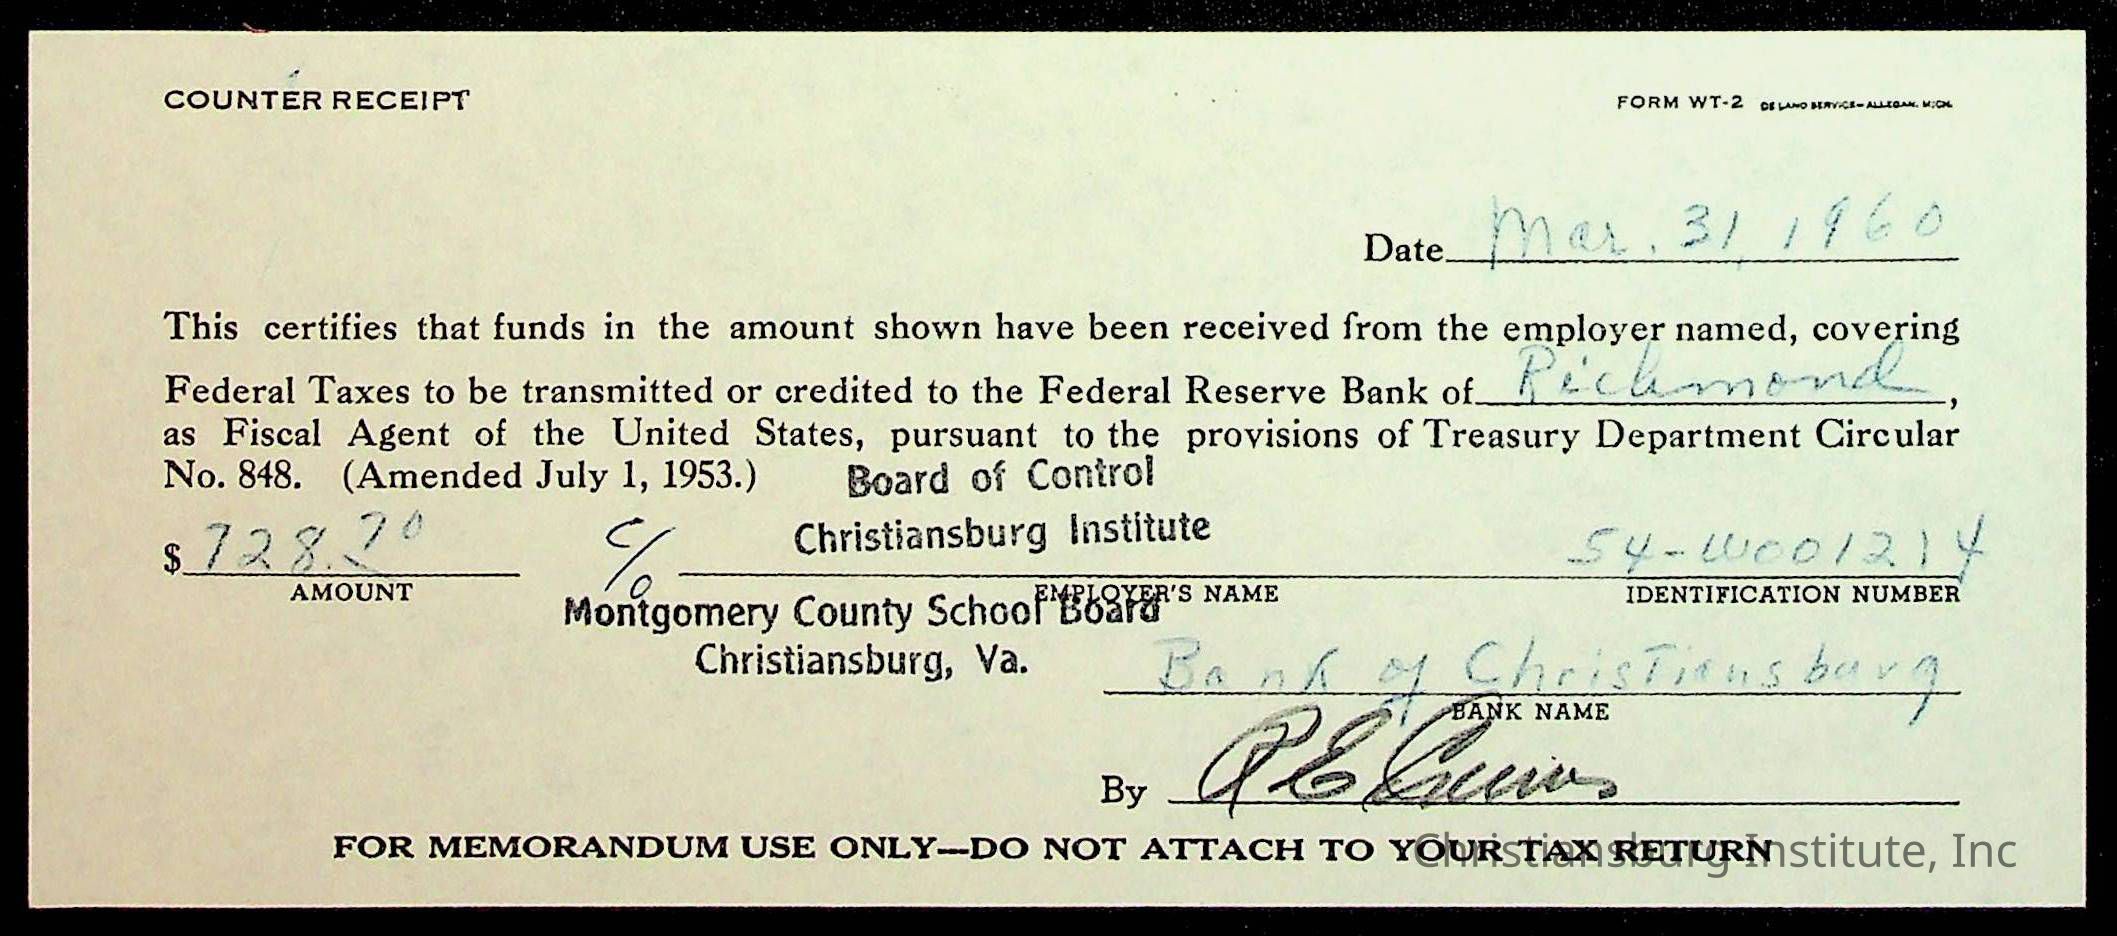 COUNTER RECEIPT
FORM WT-2 DE LAND SERVICE-ALLEGAN, MICH.
Date Mar. 31, 1960
This certifies that funds in the amount shown have been received from the employer named, covering
Federal Taxes to be transmitted or credited to the Federal Reserve Bank of Richmond,
as Fiscal Agent of the United States, pursuant to the provisions of Treasury Department Circular
No. 848. (Amended July 1, 1953.)
Board of Control
Christiansburg Institute
$ 728.70 c/o 54-W001214
AMOUNT EMPLOYER'S NAME IDENTIFICATION NUMBER
Montgomery County School Board
Christiansburg, Va.
Bank of Christiansburg
BANK NAME
By R E
FOR MEMORANDUM USE ONLY—DO NOT ATTACH TO YOUR TAX RETURN
Christiansburg Institute, Inc